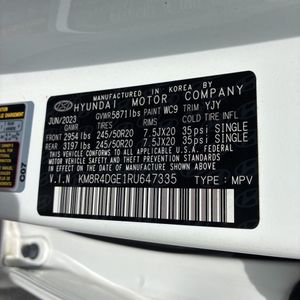 MANUFACTURED IN KOREA BY
HYUNDAI MOTOR COMPANY
JUN/2023 GVWR 5871 lbs PAINT WC9 TRIM YJY
GAWR TIRES RIMS COLD TIRE INFL
FRONT 2954 lbs 245/50R20 7.5JX20 35psi SINGLE
REAR 3197 lbs 245/50R20 7.5JX20 35psi SINGLE
THIS VEHICLE CONFORMS TO ALL APPLICABLE U.S.A FEDERAL
MOTOR VEHICLE SAFETY AND THEFT PREVENTION STANDARDS
IN EFFECT ON THE DATE OF MANUFACTURE SHOWN ABOVE.
V.I.N KM8R4DGE1RU647335 TYPE : MPV
C07